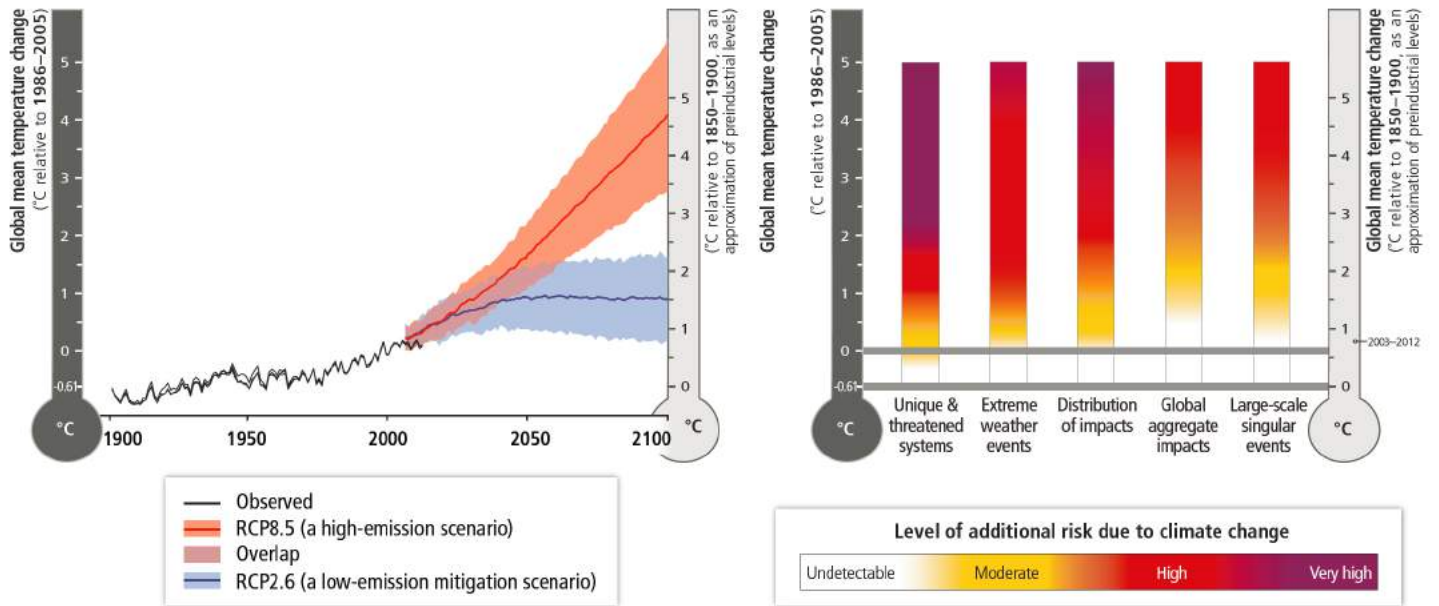 Global mean temperature change
(°C relative to 1986–2005)
5
4
3
2
1
0
-0.61
°C
1900
1950
2000
2050
2100
5
4
3
2
1
0
°C
(°C relative to 1850–1900, as an
approximation of preindustrial levels)
Observed
RCP8.5 (a high-emission scenario)
Overlap
RCP2.6 (a low-emission mitigation scenario)
Global mean temperature change
(°C relative to 1986–2005)
5
4
3
2
1
0
-0.61
°C
Unique &
threatened
systems
Extreme
weather
events
Distribution
of impacts
Global
aggregate
impacts
Large-scale
singular
events
5
4
3
2
1
0
2003–2012
°C
Global mean temperature change
(°C relative to 1850–1900, as an
approximation of preindustrial levels)
Level of additional risk due to climate change
Undetectable
Moderate
High
Very high